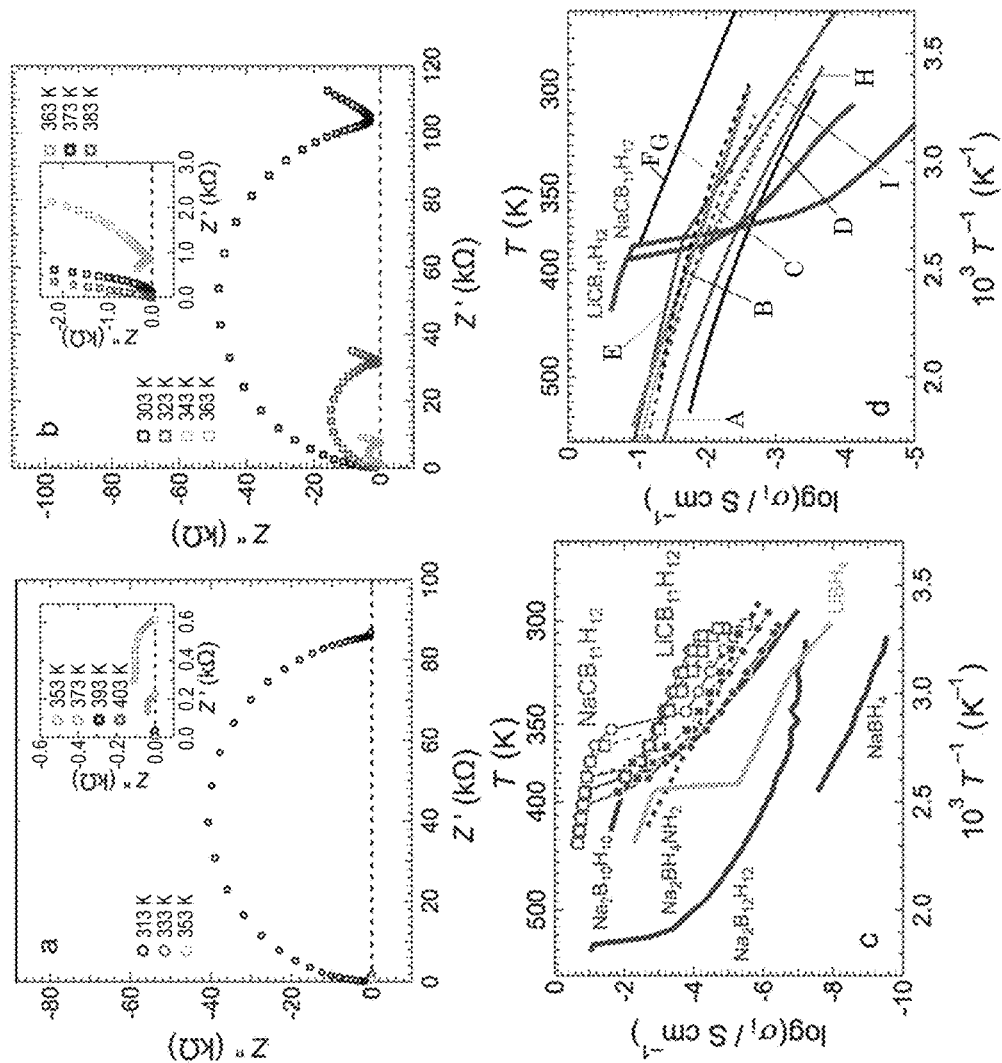 a
-80
-60
-40
-20
0
Z" (kΩ)
0
20
40
60
80
100
Z' (kΩ)
313 K
333 K
353 K
-0.6
-0.4
-0.2
0.0
Z" (kΩ)
0.0
0.2
0.4
0.6
Z' (kΩ)
353 K
373 K
393 K
403 K
b
-100
-80
-60
-40
-20
0
Z" (kΩ)
0
20
40
60
80
100
120
Z' (kΩ)
303 K
323 K
343 K
363 K
-2.0
-1.0
0.0
Z" (kΩ)
0.0
1.0
2.0
3.0
Z' (kΩ)
363 K
373 K
383 K
c
T (K)
500
400
350
300
0
-2
-4
-6
-8
-10
log(σᵢ / S cm⁻¹)
2.0
2.5
3.0
3.5
10³ T⁻¹ (K⁻¹)
NaCB₁₁H₁₂
LiCB₁₁H₁₂
Na₂B₁₀H₁₀
Na₂BH₄NH₂
Na₂B₁₂H₁₂
LiBH₄
NaBH₄
d
T (K)
500
400
350
300
0
-1
-2
-3
-4
-5
log(σᵢ / S cm⁻¹)
2.0
2.5
3.0
3.5
10³ T⁻¹ (K⁻¹)
LiCB₁₁H₁₂
NaCB₁₁H₁₂
A
B
C
D
E
F
G
H
I